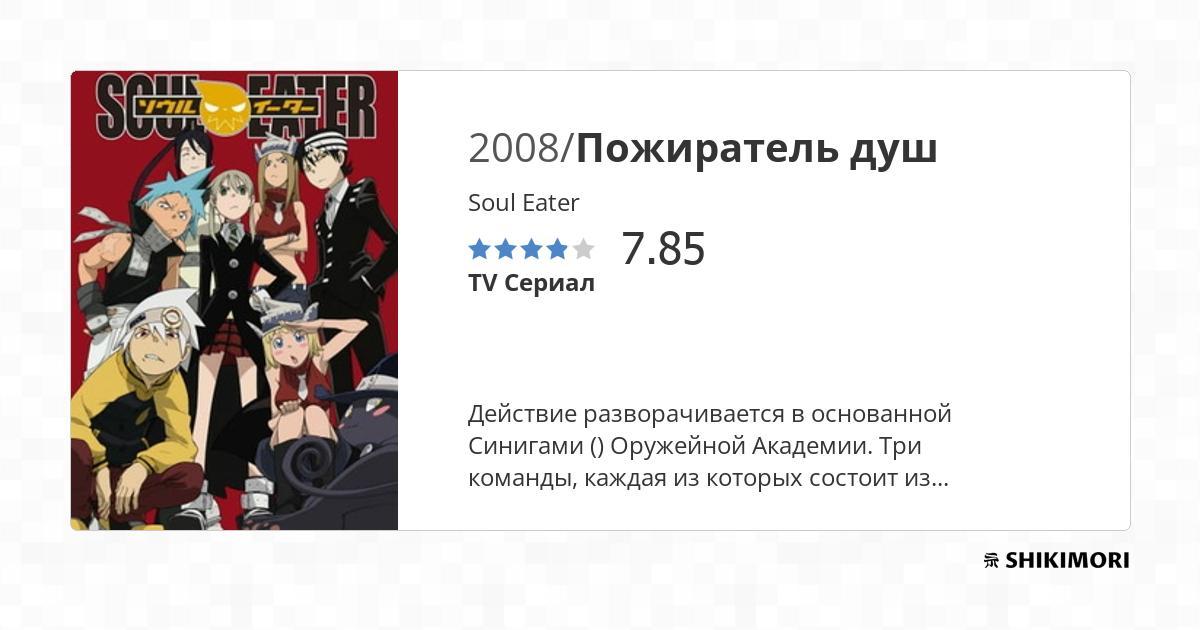 SOUL EATER
ソウル イーター
2008/Пожиратель душ
Soul Eater
7.85
TV Сериал
Действие разворачивается в основанной
Синигами () Оружейной Академии. Три
команды, каждая из которых состоит из...
SHIKIMORI